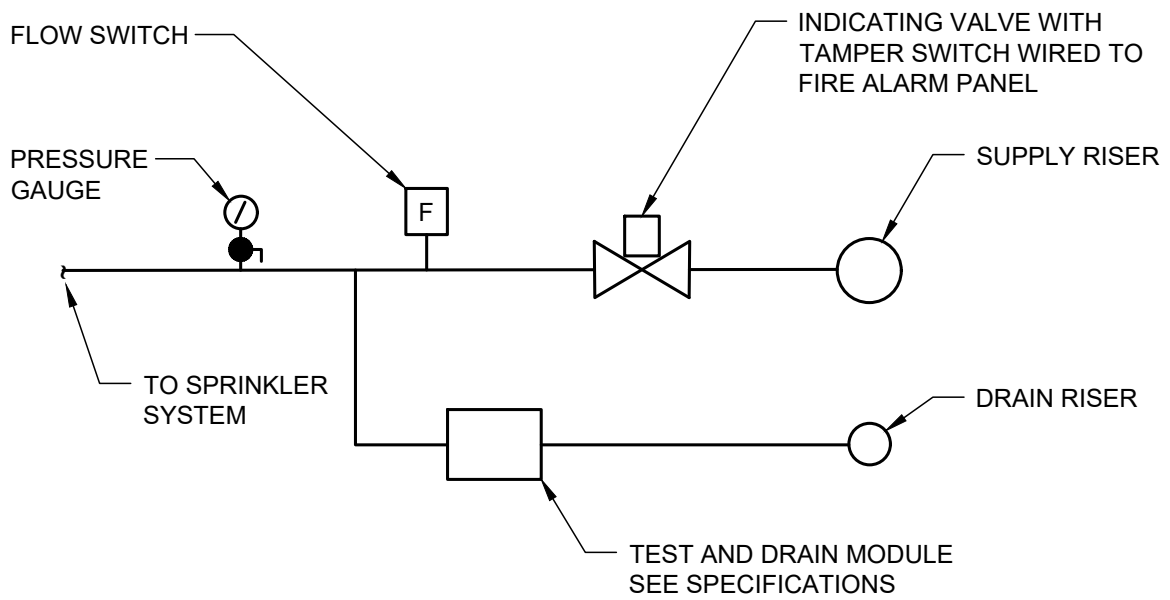 FLOW SWITCH
INDICATING VALVE WITH
TAMPER SWITCH WIRED TO
FIRE ALARM PANEL
PRESSURE
GAUGE
SUPPLY RISER
F
TO SPRINKLER
SYSTEM
DRAIN RISER
TEST AND DRAIN MODULE
SEE SPECIFICATIONS